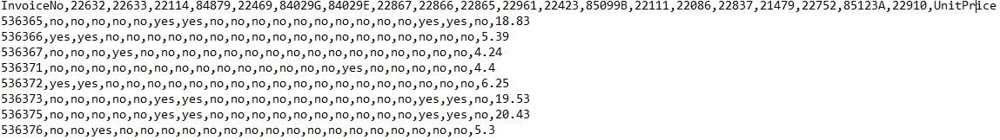 InvoiceNo,22632,22633,22114,84879,22469,84029G,84029E,22867,22866,22865,22961,22423,85099B,22111,22086,22837,21479,22752,85123A,22910,UnitPrice
536365,no,no,no,no,no,yes,yes,no,no,no,no,no,no,no,no,no,no,yes,yes,no,18.83
536366,yes,yes,no,no,no,no,no,no,no,no,no,no,no,no,no,no,no,no,no,no,5.39
536367,no,no,no,yes,no,no,no,no,no,no,no,no,no,no,no,no,no,no,no,no,4.24
536371,no,no,no,no,no,no,no,no,no,no,no,no,no,no,yes,no,no,no,no,no,4.4
536372,yes,yes,no,no,no,no,no,no,no,no,no,no,no,no,no,no,no,no,no,no,6.25
536373,no,no,no,no,no,yes,yes,no,no,no,no,no,no,no,no,no,no,yes,yes,no,19.53
536375,no,no,no,no,no,yes,yes,no,no,no,no,no,no,no,no,no,no,yes,yes,no,20.43
536376,no,no,yes,no,no,no,no,no,no,no,no,no,no,no,no,no,no,no,no,no,5.3